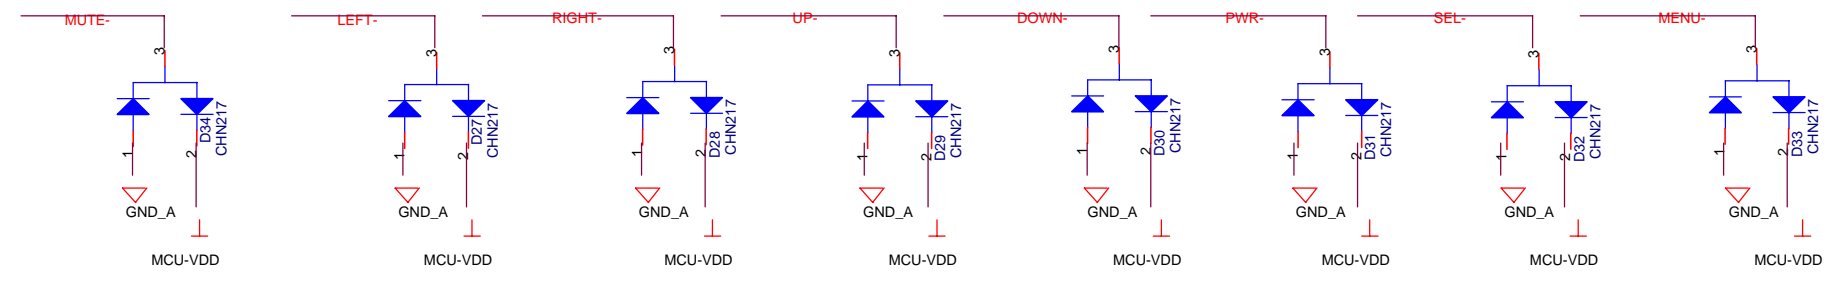 MUTE- LEFT- RIGHT- UP- DOWN- PWR- SEL- MENU-
3 3 3 3 3 3 3 3
D34 CHN217 D27 CHN217 D28 CHN217 D29 CHN217 D30 CHN217 D31 CHN217 D32 CHN217 D33 CHN217
1 2 1 2 1 2 1 2 1 2 1 2 1 2 1 2
GND_A GND_A GND_A GND_A GND_A GND_A GND_A GND_A
MCU-VDD MCU-VDD MCU-VDD MCU-VDD MCU-VDD MCU-VDD MCU-VDD MCU-VDD